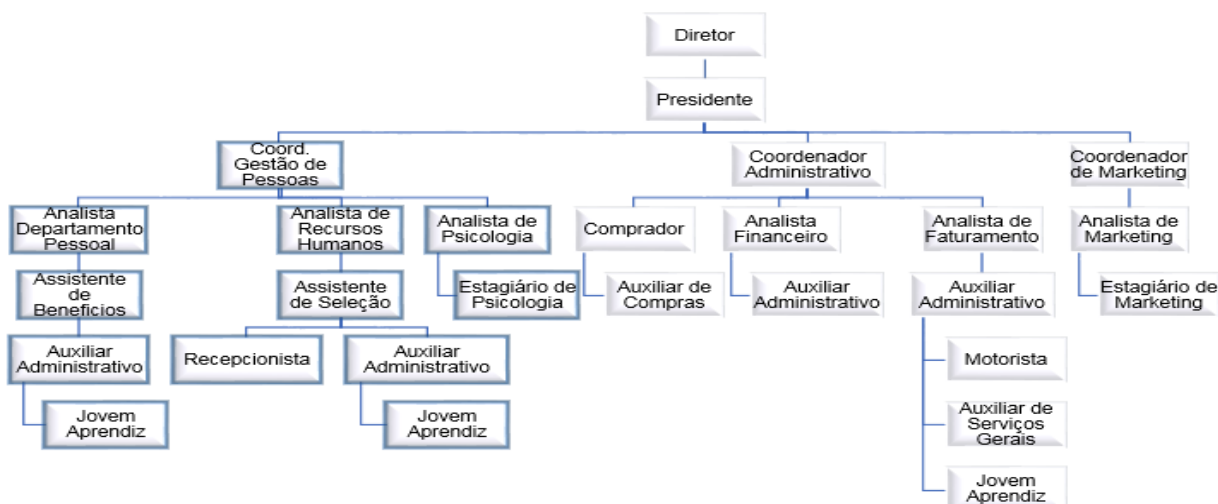 Diretor
Presidente
Coord.
Gestão de
Pessoas
Coordenador
Administrativo
Coordenador
de Marketing
Analista
Departamento
Pessoal
Analista de
Recursos
Humanos
Analista de
Psicologia
Comprador
Analista
Financeiro
Analista de
Faturamento
Analista de
Marketing
Assistente
de
Beneficios
Assistente
de Seleção
Estagiário de
Psicologia
Auxiliar de
Compras
Auxiliar
Administrativo
Auxiliar
Administrativo
Estagiário de
Marketing
Auxiliar
Administrativo
Recepcionista
Auxiliar
Administrativo
Motorista
Jovem
Aprendiz
Jovem
Aprendiz
Auxiliar de
Serviços
Gerais
Jovem
Aprendiz